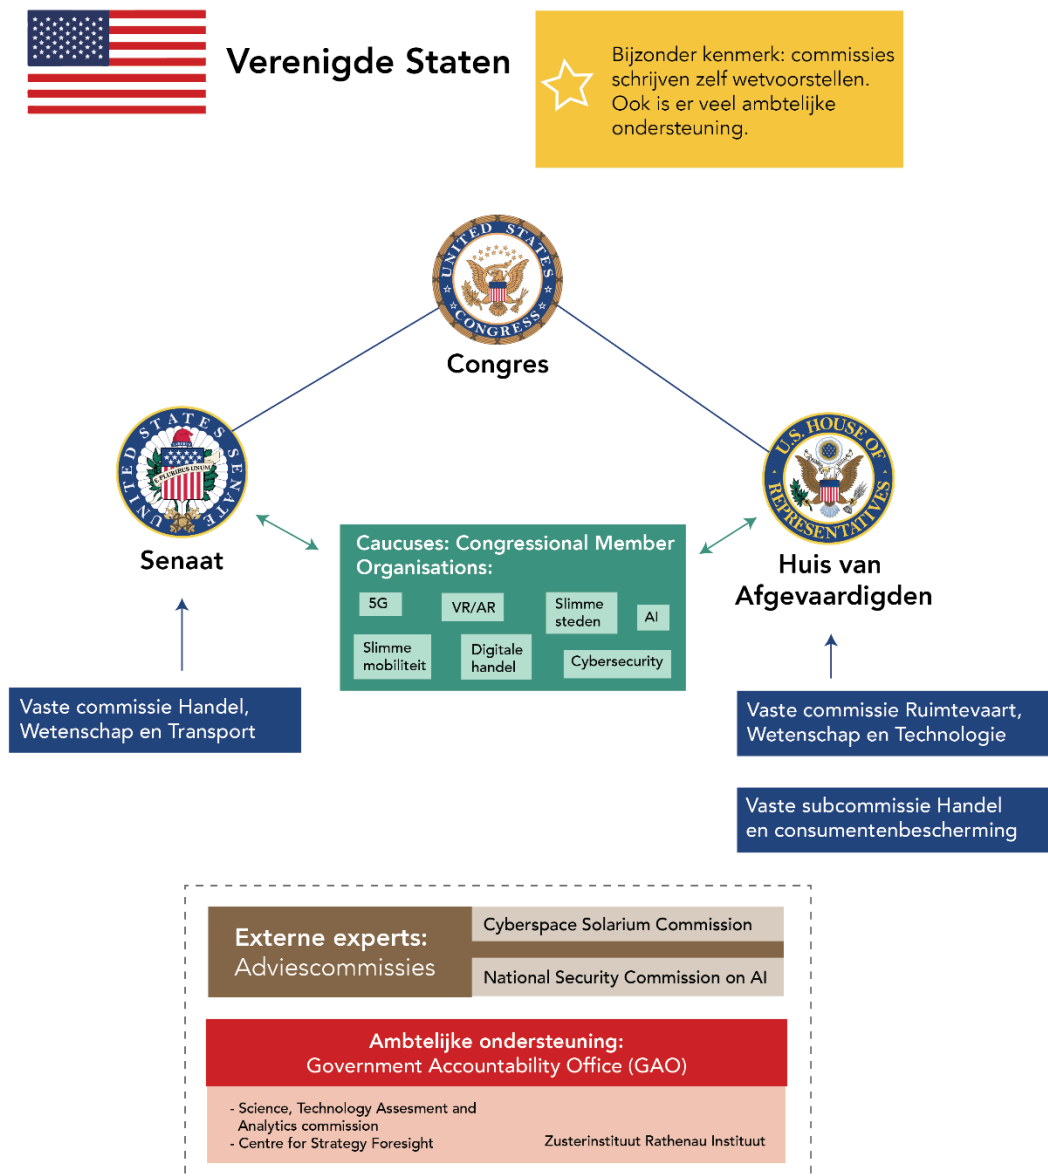 Verenigde Staten
Bijzonder kenmerk: commissies
schrijven zelf wetvoorstellen.
Ook is er veel ambtelijke
ondersteuning.
UNITED STATES
CONGRESS
Congres
UNITED STATES SENATE
E PLURIBUS UNUM
Senaat
U.S. HOUSE OF
REPRESENTATIVES
Huis van
Afgevaardigden
Caucuses: Congressional Member
Organisations:
5G
VR/AR
Slimme
steden
AI
Slimme
mobiliteit
Digitale
handel
Cybersecurity
Vaste commissie Handel,
Wetenschap en Transport
Vaste commissie Ruimtevaart,
Wetenschap en Technologie
Vaste subcommissie Handel
en consumentenbescherming
Externe experts:
Adviescommissies
Cyberspace Solarium Commission
National Security Commission on AI
Ambtelijke ondersteuning:
Government Accountability Office (GAO)
- Science, Technology Assesment and
Analytics commission
- Centre for Strategy Foresight
Zusterinstituut Rathenau Instituut